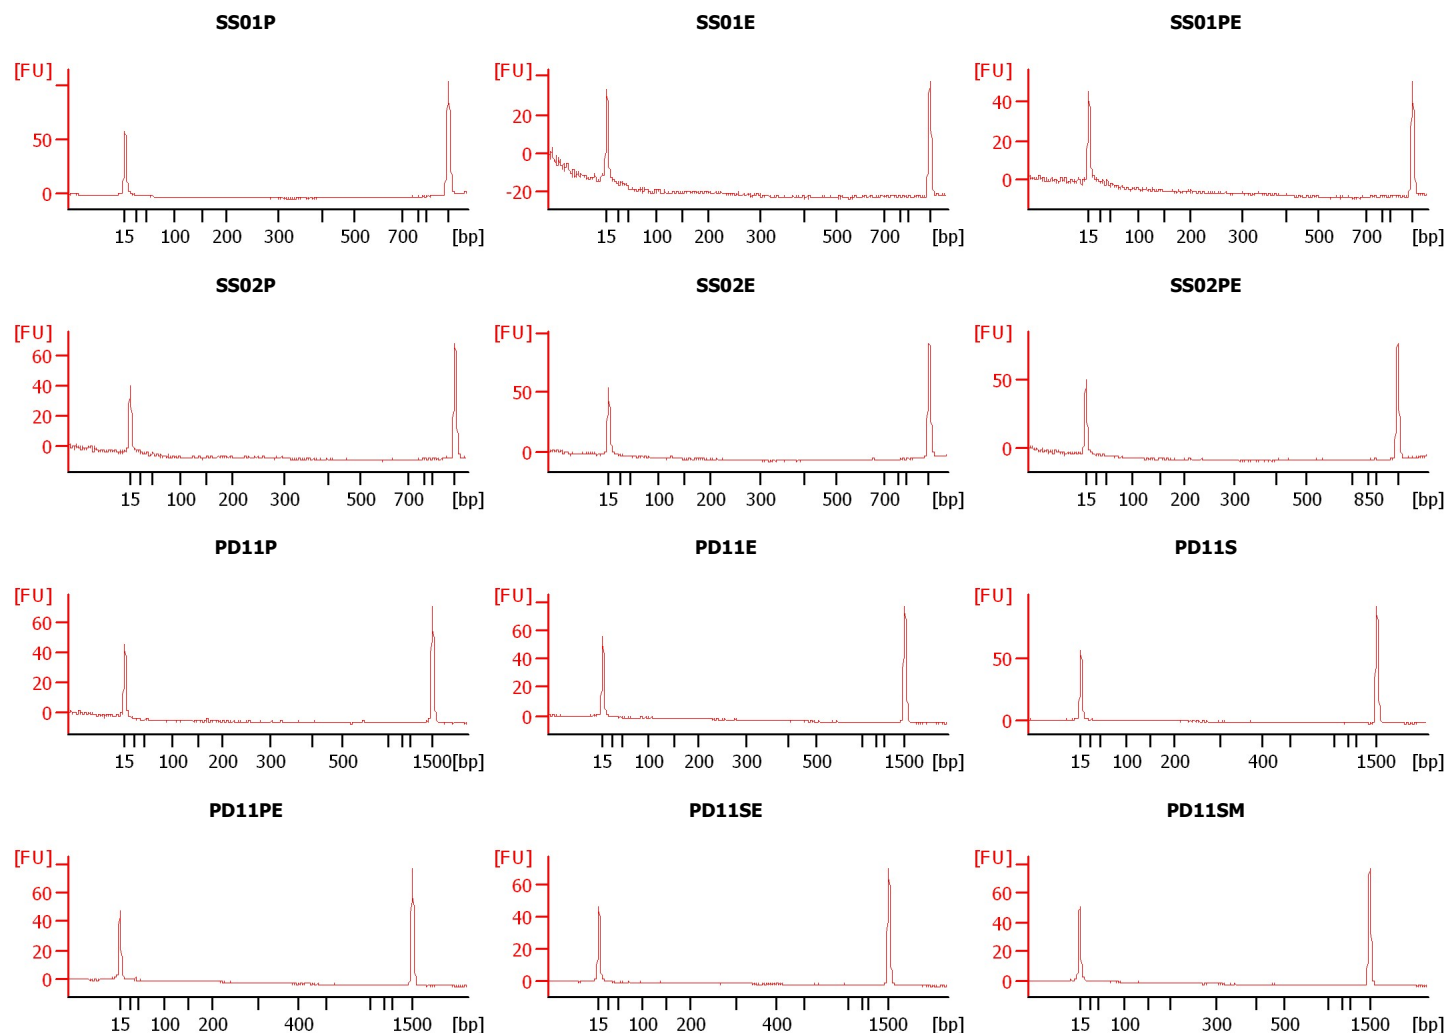 SS01P SS01E SS01PE
[FU] [FU] [FU]
50 0
15 100 200 300 500 700 [bp]
20 0 -20
15 100 200 300 500 700 [bp]
40 20 0
15 100 200 300 500 700 [bp]
SS02P SS02E SS02PE
[FU] [FU] [FU]
60 40 20 0
15 100 200 300 500 700 [bp]
50 0
15 100 200 300 500 700 [bp]
50 0
15 100 200 300 500 850 [bp]
PD11P PD11E PD11S
[FU] [FU] [FU]
60 40 20 0
15 100 200 300 500 1500 [bp]
60 40 20 0
15 100 200 300 500 1500 [bp]
50 0
15 100 200 400 1500 [bp]
PD11PE PD11SE PD11SM
[FU] [FU] [FU]
60 40 20 0
15 100 200 400 1500 [bp]
60 40 20 0
15 100 200 400 1500 [bp]
60 40 20 0
15 100 300 500 1500 [bp]